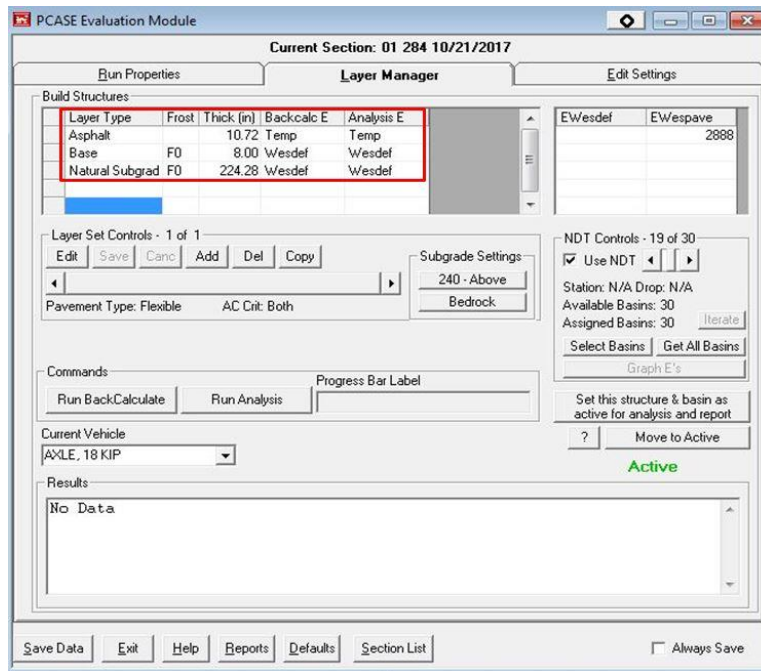 PCASE Evaluation Module
Current Section: 01 284 10/21/2017
Run Properties Layer Manager Edit Settings
Build Structures
Layer Type Frost Thick (in) Backcalc E Analysis E
Asphalt 10.72 Temp Temp
Base F0 8.00 Wesdef Wesdef
Natural Subgrad F0 224.28 Wesdef Wesdef
EWesdef EWespave
2888
Layer Set Controls - 1 of 1
Edit Save Canc Add Del Copy
Pavement Type: Flexible AC Crit: Both
Subgrade Settings
240 - Above
Bedrock
NDT Controls - 19 of 30
Use NDT
Station: N/A Drop: N/A
Available Basins: 30
Assigned Basins: 30 Iterate
Select Basins Get All Basins
Graph E's
Commands
Run BackCalculate Run Analysis Progress Bar Label
Set this structure & basin as
active for analysis and report
? Move to Active
Active
Current Vehicle
AXLE, 18 KIP
Results
No Data
Save Data Exit Help Reports Defaults Section List Always Save